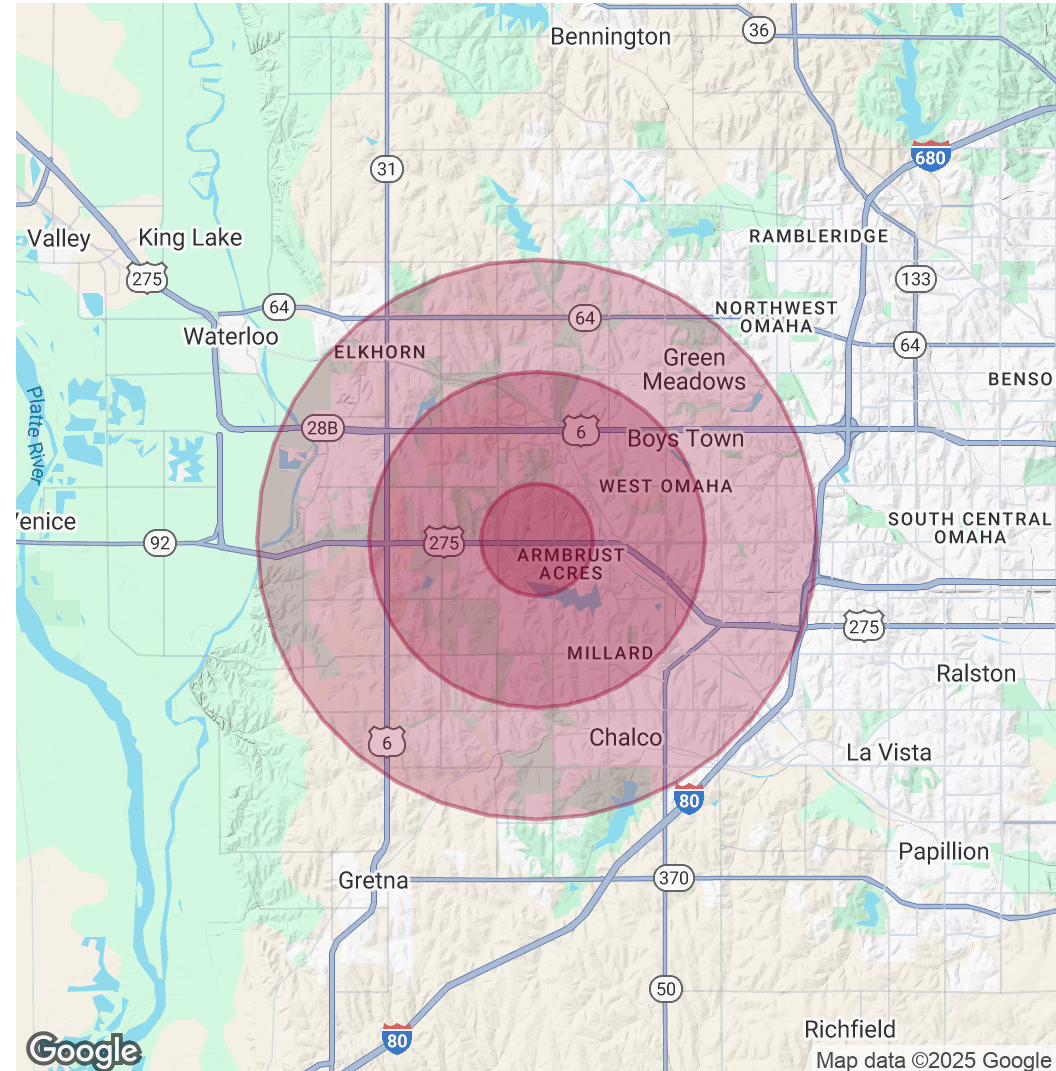 Bennington
36
31
680
Valley
King Lake
RAMBLERIDGE
275
133
64
64
NORTHWEST
OMAHA
Waterloo
64
ELKHORN
Green
Meadows
BENSO
Platte River
28B
6
Boys Town
WEST OMAHA
Venice
SOUTH CENTRAL
OMAHA
92
275
ARMBRUST
ACRES
275
MILLARD
Ralston
6
Chalco
La Vista
80
Papillion
Gretna
370
50
80
Richfield
Google
Map data ©2025 Google